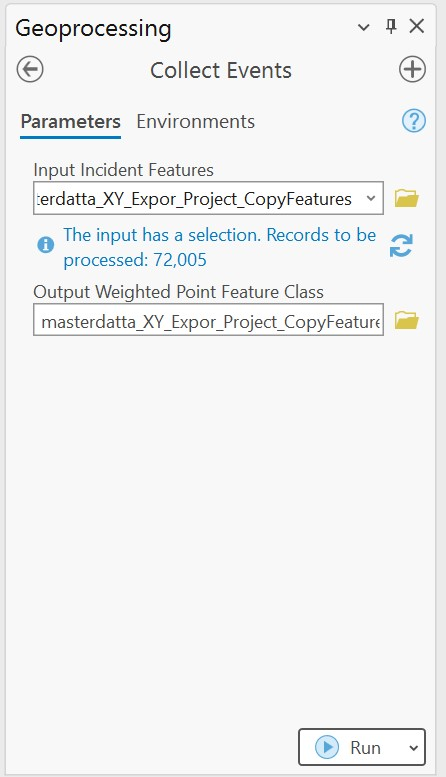 Geoprocessing
Collect Events
Parameters Environments
Input Incident Features
terdatta_XY_Expor_Project_CopyFeatures
The input has a selection. Records to be
processed: 72,005
Output Weighted Point Feature Class
masterdatta_XY_Expor_Project_CopyFeature
Run